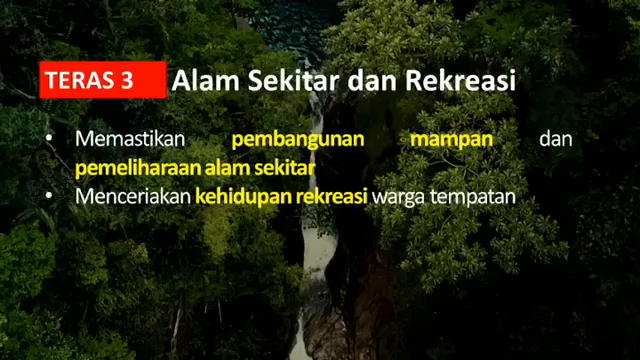 TERAS 3 Alam Sekitar dan Rekreasi
• Memastikan pembangunan mampan dan
pemeliharaan alam sekitar
• Menceriakan kehidupan rekreasi warga tempatan